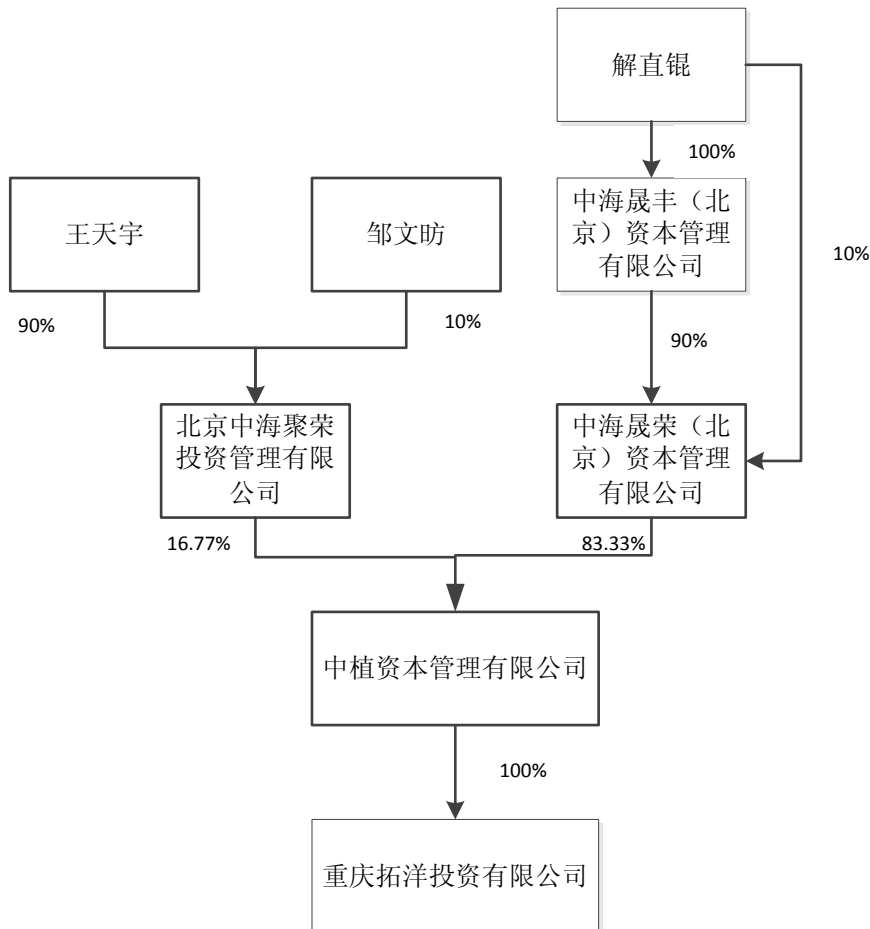 解直锟
100%
王天宇
邹文昉
中海晟丰（北
京）资本管理
有限公司
10%
90%
10%
90%
北京中海聚荣
投资管理有限
公司
中海晟荣（北
京）资本管理
有限公司
16.77%
83.33%
中植资本管理有限公司
100%
重庆拓洋投资有限公司